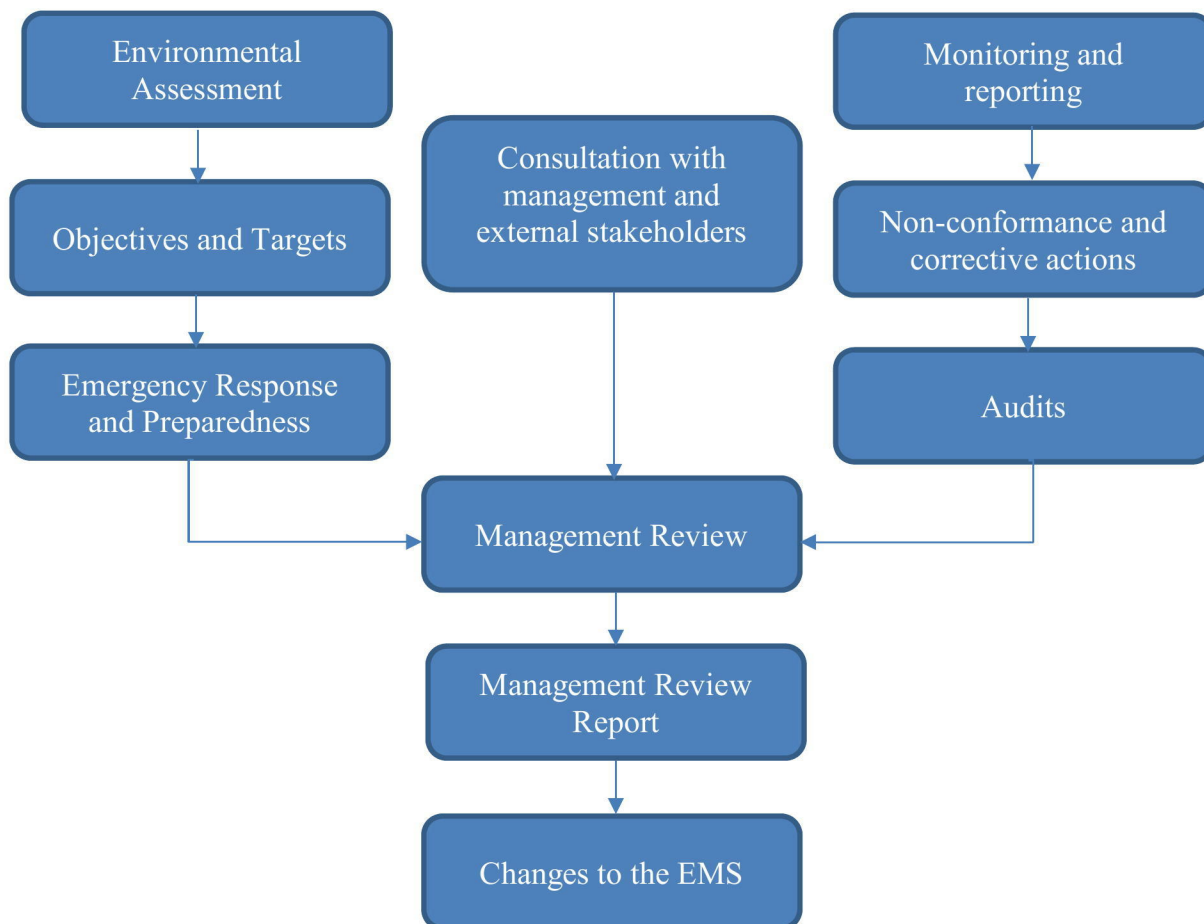 Environmental
Assessment
Objectives and Targets
Emergency Response
and Preparedness
Consultation with
management and
external stakeholders
Monitoring and
reporting
Non-conformance and
corrective actions
Audits
Management Review
Management Review
Report
Changes to the EMS